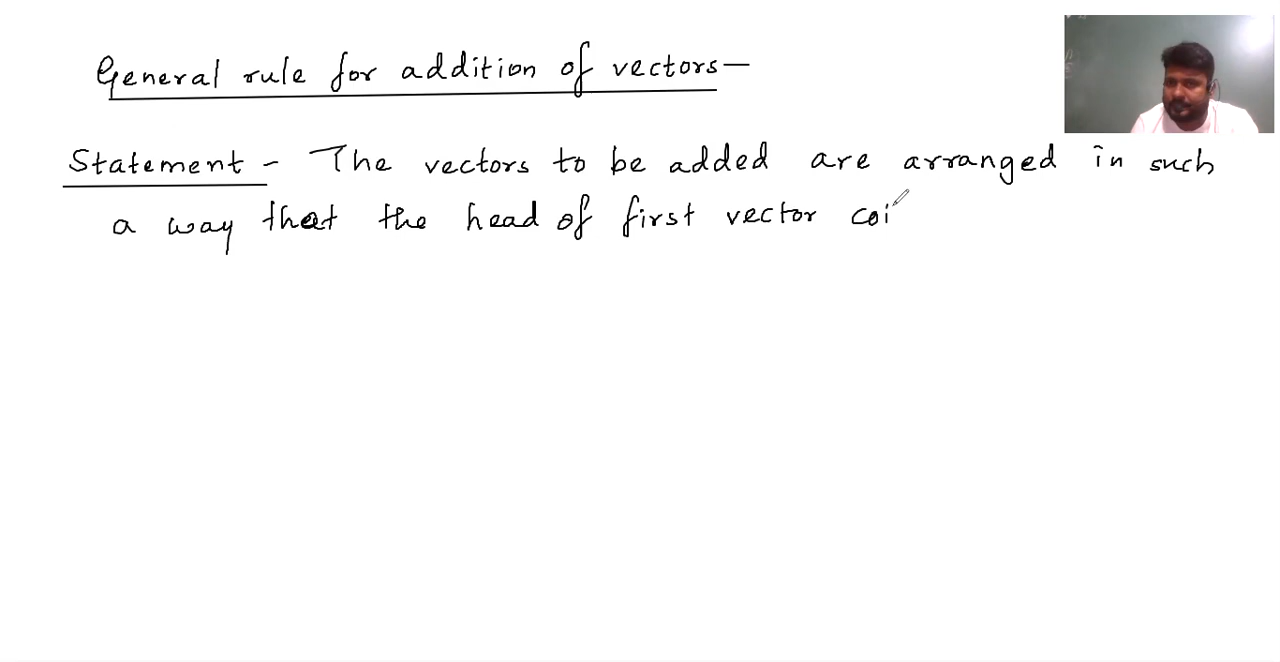 General rule for addition of vectors—
Statement - The vectors to be added are arranged in such
a way that the head of first vector coi